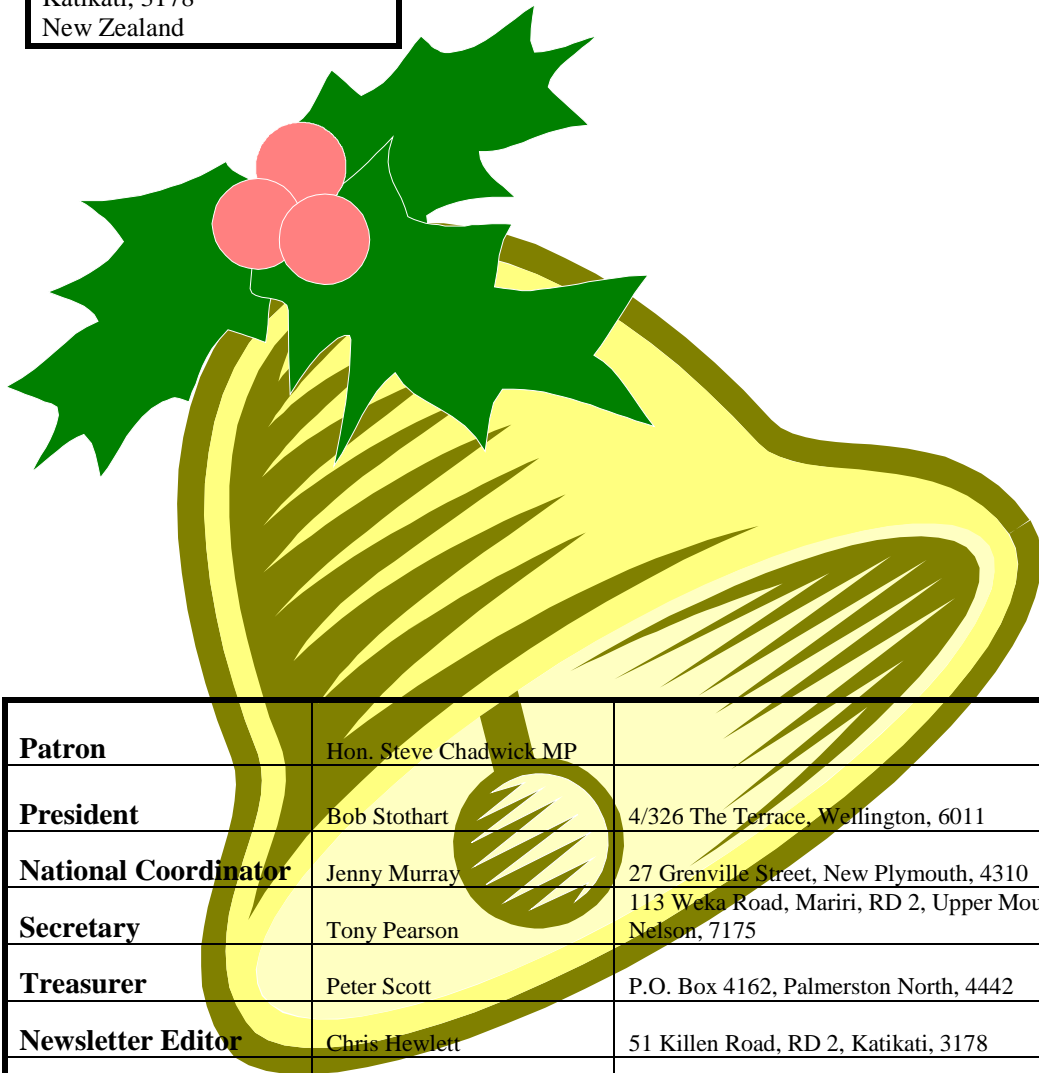 Katikati, 3178
New Zealand
Patron Hon. Steve Chadwick MP
President Bob Stothart 4/326 The Terrace, Wellington, 6011
National Coordinator Jenny Murray 27 Grenville Street, New Plymouth, 4310
113 Weka Road, Mariri, RD 2, Upper
Secretary Tony Pearson Nelson, 7175
Treasurer Peter Scott P.O. Box 4162, Palmerston North, 4442
Newsletter Editor Chris Hewlett 51 Killen Road, RD 2, Katikati, 3178